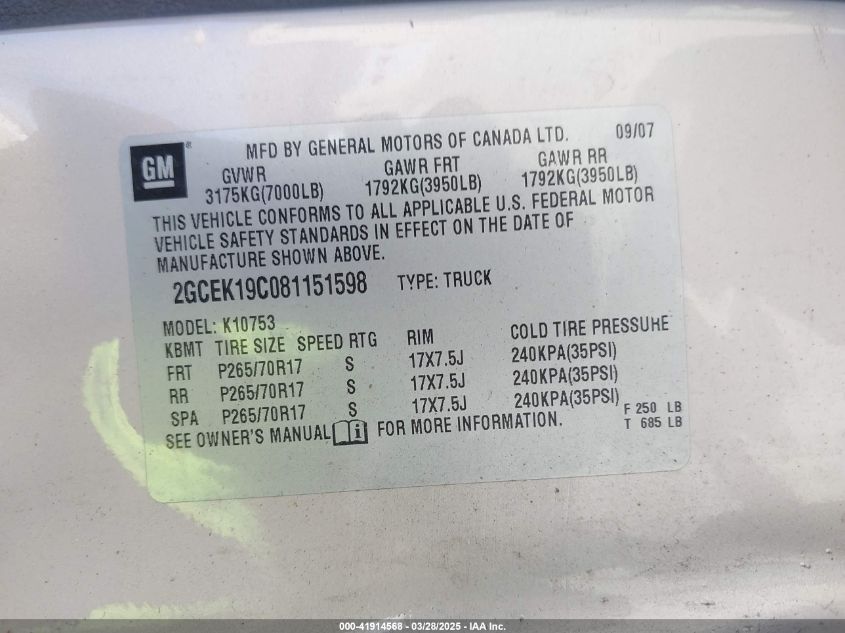 GM
®
MFD BY GENERAL MOTORS OF CANADA LTD. 09/07
GVWR GAWR FRT GAWR RR
3175KG(7000LB) 1792KG(3950LB) 1792KG(3950LB)
THIS VEHICLE CONFORMS TO ALL APPLICABLE U.S. FEDERAL MOTOR
VEHICLE SAFETY STANDARDS IN EFFECT ON THE DATE OF
MANUFACTURE SHOWN ABOVE.
2GCEK19C081151598 TYPE: TRUCK
MODEL: K10753
KBMT TIRE SIZE SPEED RTG RIM COLD TIRE PRESSURE
FRT P265/70R17 S 17X7.5J 240KPA(35PSI)
RR P265/70R17 S 17X7.5J 240KPA(35PSI)
SPA P265/70R17 S 17X7.5J 240KPA(35PSI)
SEE OWNER'S MANUAL i FOR MORE INFORMATION.
F 250 LB
T 685 LB
000-41914568 — 03/28/2025 - IAA Inc.